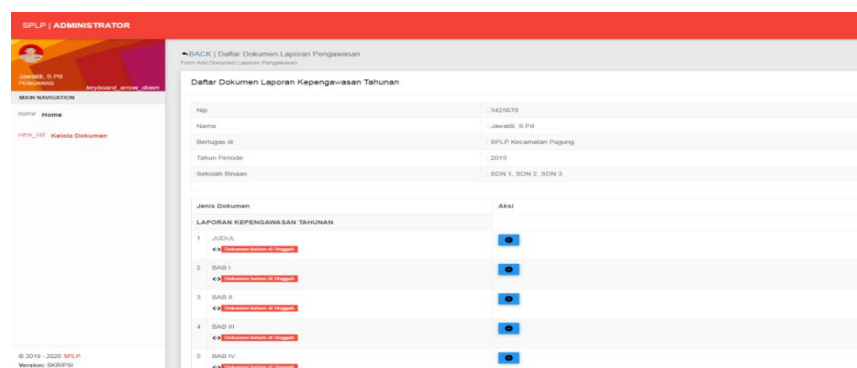 SPLP | ADMINISTRATOR
Jawaldi, S.Pd
PENGAWAS
keyboard_arrow_down
MAIN NAVIGATION
home Home
view_list Kelola Dokumen
© 2019 - 2020 SPLP.
Version: SKRIPSI
BACK | Daftar Dokumen Laporan Pengawasan
Form Add Dokumen Laporan Pengawasan
Daftar Dokumen Laporan Kepengawasan Tahunan
Nip : 3425678
Nama : Jawaldi, S.Pd
Bertugas di : SPLP Kecamatan Pugung
Tahun Periode : 2019
Sekolah Binaan : SDN 1, SDN 2, SDN 3
Jenis Dokumen Aksi
LAPORAN KEPENGAWASAN TAHUNAN
1 JUDUL
<> Dokumen belum di Unggah
2 BAB I
<> Dokumen belum di Unggah
3 BAB II
<> Dokumen belum di Unggah
4 BAB III
<> Dokumen belum di Unggah
5 BAB IV
<> Dokumen belum di Unggah